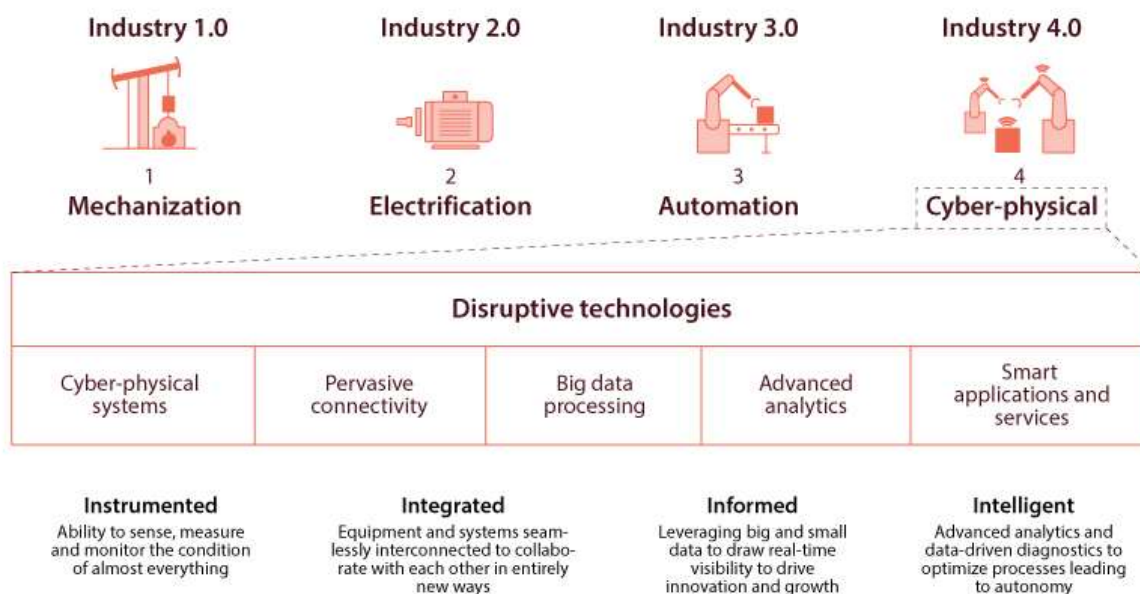 Industry 1.0
Industry 2.0
Industry 3.0
Industry 4.0
1
2
3
4
Mechanization
Electrification
Automation
Cyber-physical
Disruptive technologies
Cyber-physical
systems
Pervasive
connectivity
Big data
processing
Advanced
analytics
Smart
applications and
services
Instrumented
Ability to sense, measure
and monitor the condition
of almost everything
Integrated
Equipment and systems seam-
lessly interconnected to collabo-
rate with each other in entirely
new ways
Informed
Leveraging big and small
data to draw real-time
visibility to drive
innovation and growth
Intelligent
Advanced analytics and
data-driven diagnostics to
optimize processes leading
to autonomy